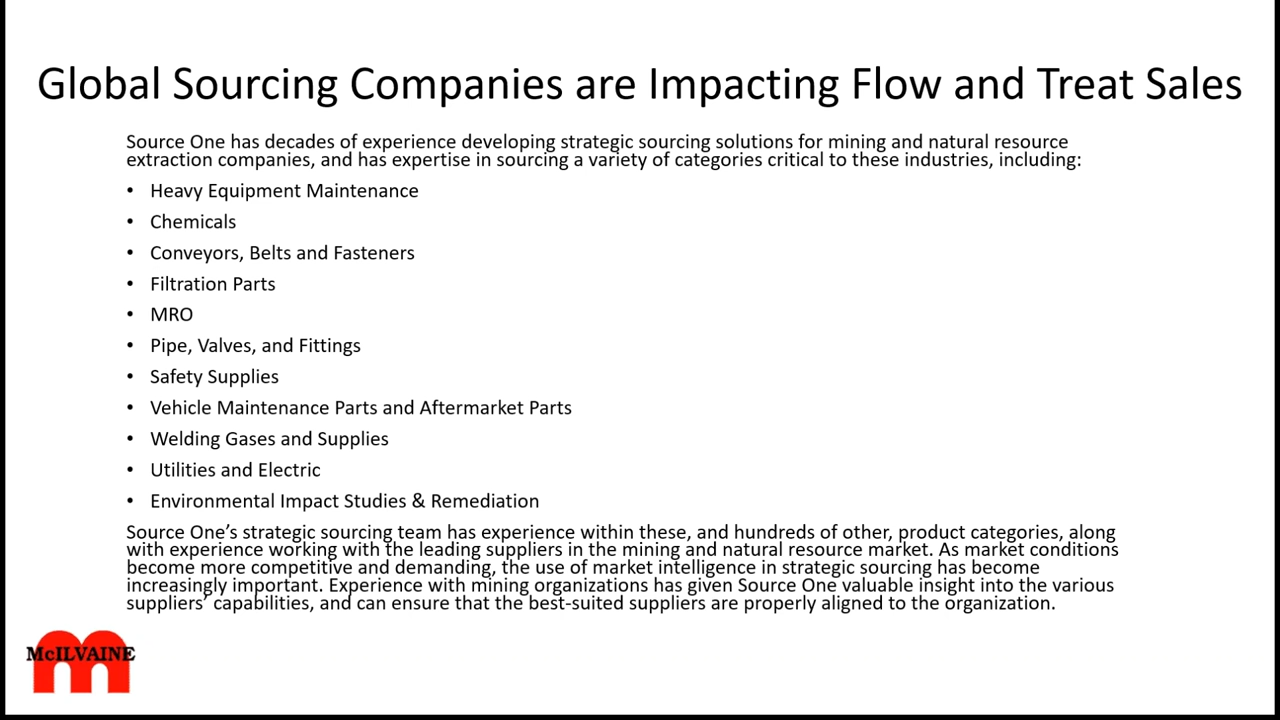 Global Sourcing Companies are Impacting Flow and Treat Sales
Source One has decades of experience developing strategic sourcing solutions for mining and natural resource
extraction companies, and has expertise in sourcing a variety of categories critical to these industries, including:
• Heavy Equipment Maintenance
• Chemicals
• Conveyors, Belts and Fasteners
• Filtration Parts
• MRO
• Pipe, Valves, and Fittings
• Safety Supplies
• Vehicle Maintenance Parts and Aftermarket Parts
• Welding Gases and Supplies
• Utilities and Electric
• Environmental Impact Studies & Remediation
Source One’s strategic sourcing team has experience within these, and hundreds of other, product categories, along
with experience working with the leading suppliers in the mining and natural resource market. As market conditions
become more competitive and demanding, the use of market intelligence in strategic sourcing has become
increasingly important. Experience with mining organizations has given Source One valuable insight into the various
suppliers’ capabilities, and can ensure that the best-suited suppliers are properly aligned to the organization.
McILVAINE